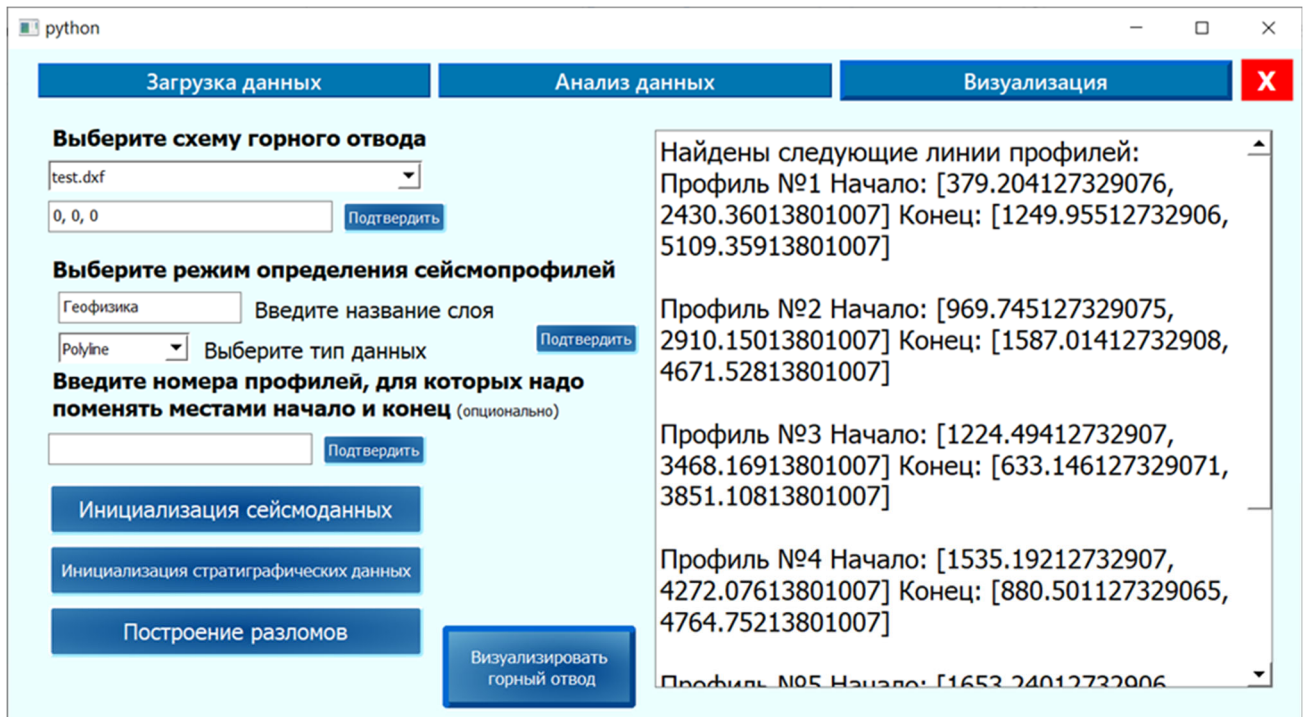 python
Загрузка данных
Анализ данных
Визуализация
X
Выберите схему горного отвода
test.dxf
0, 0, 0
Подтвердить
Выберите режим определения сейсмопрофилей
Геофизика
Введите название слоя
Polyline
Выберите тип данных
Подтвердить
Введите номера профилей, для которых надо
поменять местами начало и конец (опционально)
Подтвердить
Инициализация сейсмоданных
Инициализация стратиграфических данных
Построение разломов
Визуализировать
горный отвод
Найдены следующие линии профилей:
Профиль №1 Начало: [379.204127329076,
2430.36013801007] Конец: [1249.95512732906,
5109.35913801007]
Профиль №2 Начало: [969.745127329075,
2910.15013801007] Конец: [1587.01412732908,
4671.52813801007]
Профиль №3 Начало: [1224.49412732907,
3468.16913801007] Конец: [633.146127329071,
3851.10813801007]
Профиль №4 Начало: [1535.19212732907,
4272.07613801007] Конец: [880.501127329065,
4764.75213801007]
Профиль №5 Начало: [1653.24012732906,